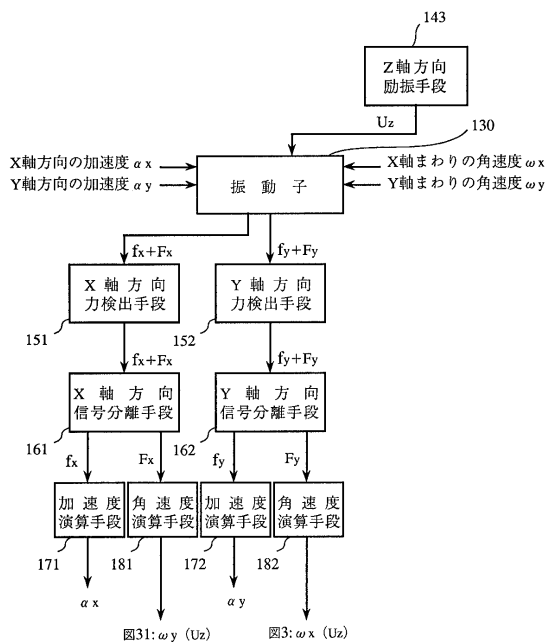 143
Z軸方向
励振手段
Uz
130
X軸方向の加速度 αx
Y軸方向の加速度 αy
振動子
X軸まわりの角速度 ωx
Y軸まわりの角速度 ωy
fx+Fx
fy+Fy
X軸方向
力検出手段
Y軸方向
力検出手段
151
152
fx+Fx
fy+Fy
X軸方向
信号分離手段
Y軸方向
信号分離手段
161
162
fx
Fx
fy
Fy
加速度
演算手段
角速度
演算手段
加速度
演算手段
角速度
演算手段
171
181
172
182
αx
αy
図31: ωy (Uz)
図3: ωx (Uz)